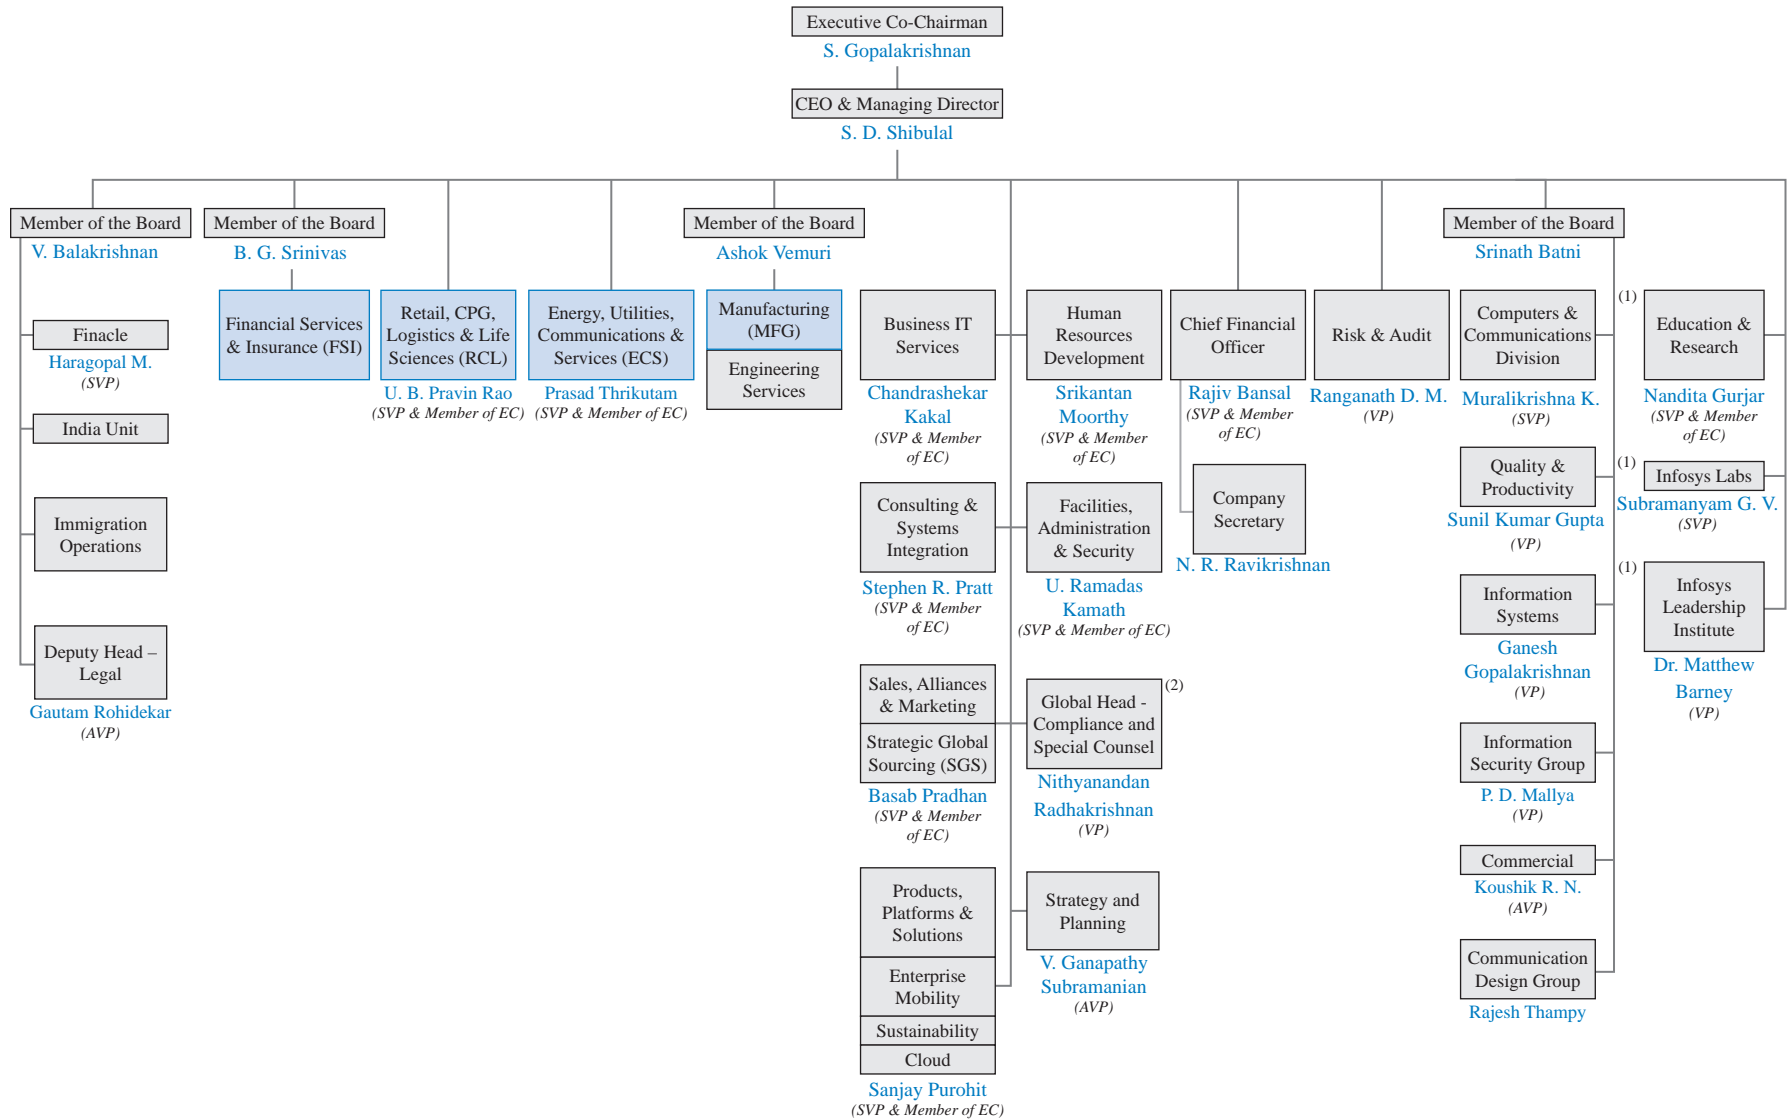 Executive Co-Chairman
S. Gopalakrishnan
CEO & Managing Director
S. D. Shibulal
Member of the Board
V. Balakrishnan
Finacle
Haragopal M.
(SVP)
India Unit
Immigration
Operations
Deputy Head –
Legal
Gautam Rohidekar
(AVP)
Member of the Board
B. G. Srinivas
Financial Services
& Insurance (FSI)
Retail, CPG,
Logistics & Life
Sciences (RCL)
U. B. Pravin Rao
(SVP & Member of EC)
Energy, Utilities,
Communications &
Services (ECS)
Prasad Thrikutam
(SVP & Member of EC)
Member of the Board
Ashok Vemuri
Manufacturing
(MFG)
Engineering
Services
Business IT
Services
Chandrashekar
Kakal
(SVP & Member
of EC)
Consulting &
Systems
Integration
Stephen R. Pratt
(SVP & Member
of EC)
Sales, Alliances
& Marketing
Strategic Global
Sourcing (SGS)
Basab Pradhan
(SVP & Member
of EC)
Products,
Platforms &
Solutions
Enterprise
Mobility
Sustainability
Cloud
Sanjay Purohit
(SVP & Member of EC)
Human
Resources
Development
Srikantan
Moorthy
(SVP & Member
of EC)
Facilities,
Administration
& Security
U. Ramadas
Kamath
(SVP & Member of EC)
Global Head -
Compliance and
Special Counsel
(2)
Nithyanandan
Radhakrishnan
(VP)
Strategy and
Planning
V. Ganapathy
Subramanian
(AVP)
Chief Financial
Officer
Rajiv Bansal
(SVP & Member
of EC)
Company
Secretary
N. R. Ravikrishnan
Risk & Audit
Ranganath D. M.
(VP)
Member of the Board
Srinath Batni
Computers &
Communications
Division
(1)
Muralikrishna K.
(SVP)
Quality &
Productivity
(1)
Sunil Kumar Gupta
(VP)
Information
Systems
(1)
Ganesh
Gopalakrishnan
(VP)
Information
Security Group
P. D. Mallya
(VP)
Commercial
Koushik R. N.
(AVP)
Communication
Design Group
Rajesh Thampy
Education &
Research
Nandita Gurjar
(SVP & Member
of EC)
Infosys Labs
Subramanyam G. V.
(SVP)
Infosys
Leadership
Institute
Dr. Matthew
Barney
(VP)